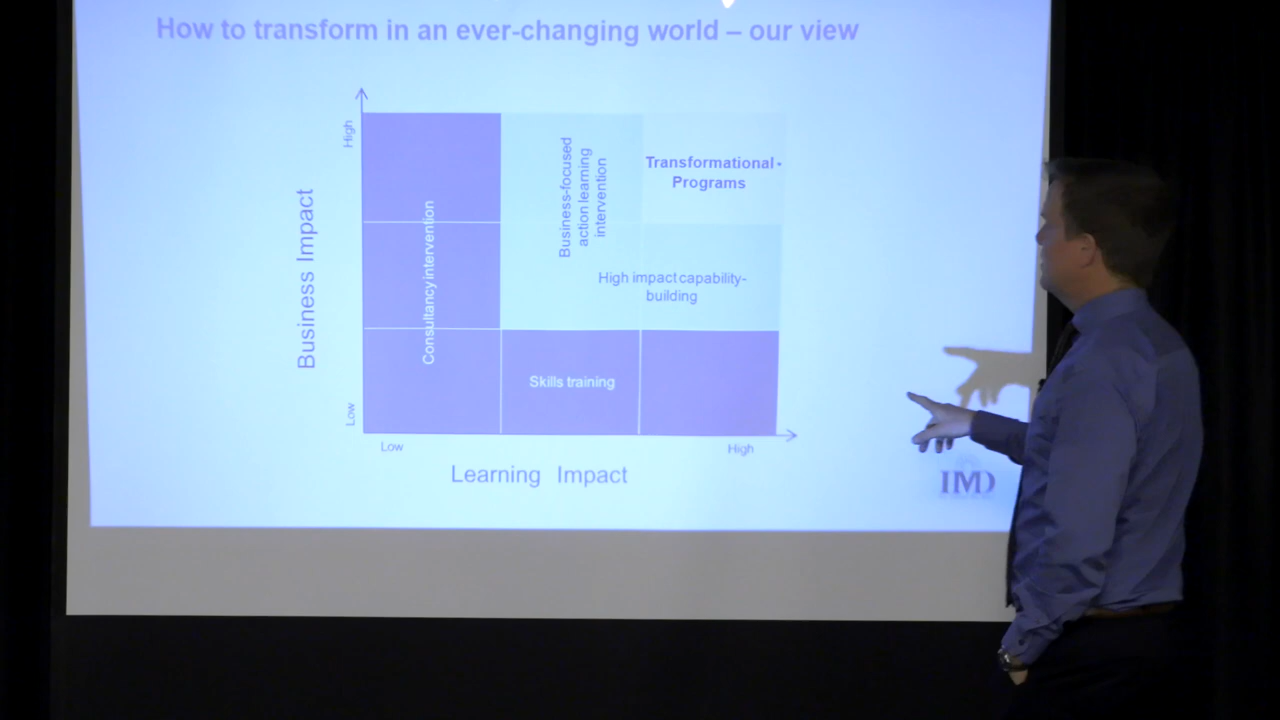 How to transform in an ever-changing world – our view
High
Business Impact
Low
Consultancy intervention
Business-focused
action learning
intervention
Transformational
Programs
High impact capability-
building
Skills training
Low
High
Learning Impact
IMD